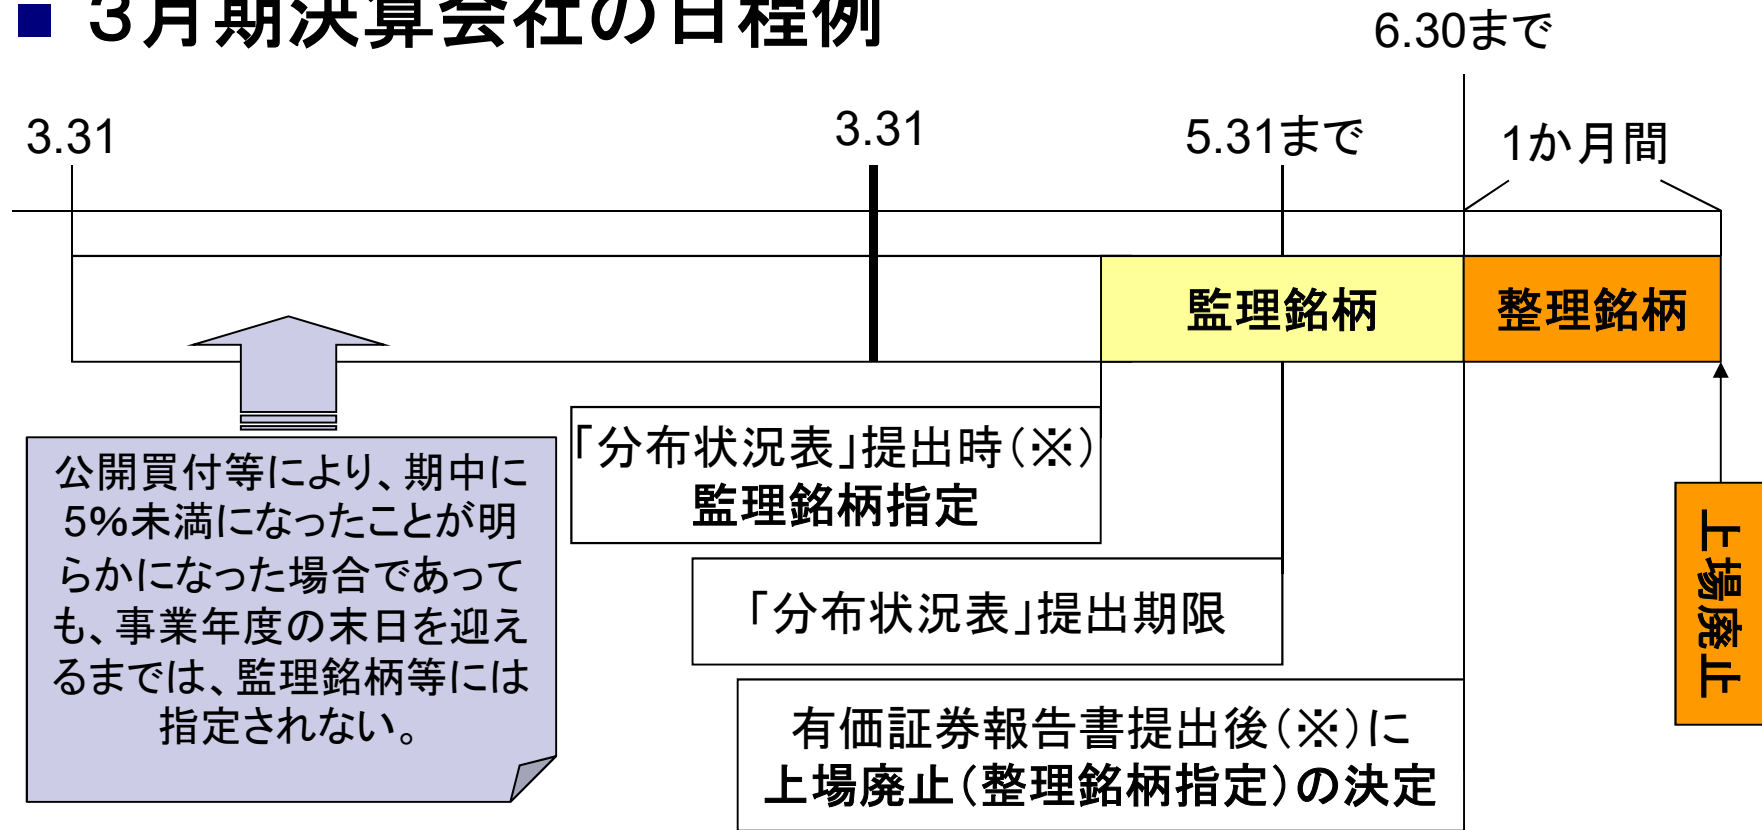 ■ 3月期決算会社の日程例
6.30まで
3.31
3.31
5.31まで
1か月間
監理銘柄
整理銘柄
「分布状況表」提出時(※)
監理銘柄指定
公開買付等により、期中に
5%未満になったことが明
らかになった場合であって
も、事業年度の末日を迎え
るまでは、監理銘柄等には
指定されない。
「分布状況表」提出期限
上場廃止
有価証券報告書提出後(※)に
上場廃止(整理銘柄指定)の決定